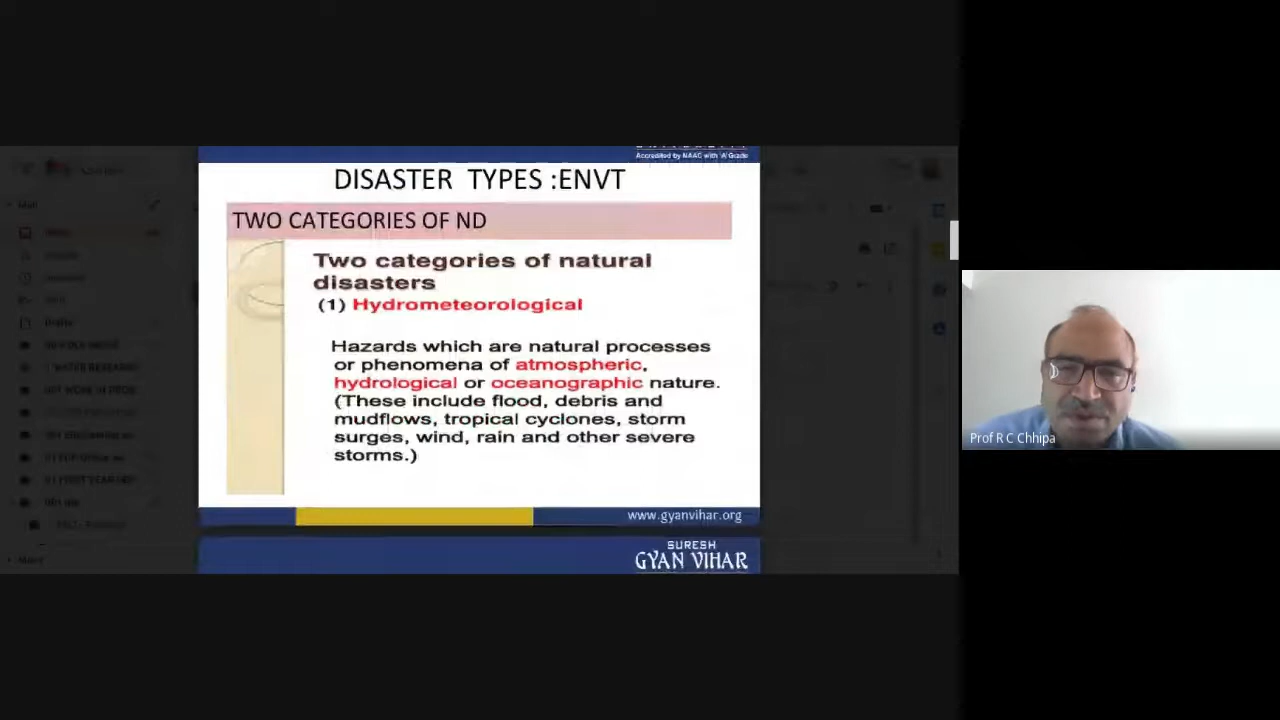 Accredited by NAAC with 'A' Grade
DISASTER TYPES :ENVT
TWO CATEGORIES OF ND
Two categories of natural
disasters
(1) Hydrometeorological
Hazards which are natural processes
or phenomena of atmospheric,
hydrological or oceanographic nature.
(These include flood, debris and
mudflows, tropical cyclones, storm
surges, wind, rain and other severe
storms.)
www.gyanvihar.org
SURESH
GYAN VIHAR
Prof R C Chhipa
Drafts